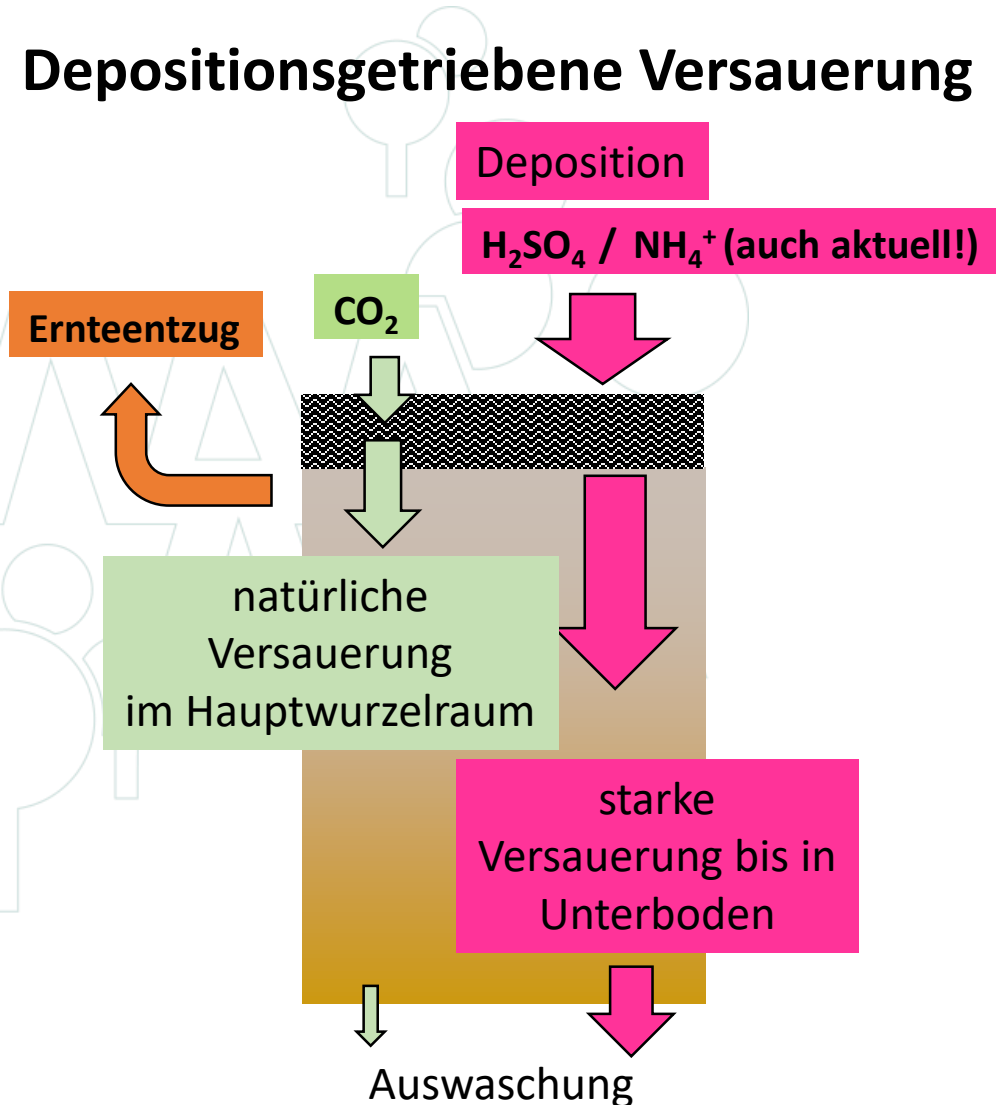 Depositionsgetriebene Versauerung
Deposition
H₂SO₄ / NH₄⁺ (auch aktuell!)
CO₂
Ernteentzug
natürliche
Versauerung
im Hauptwurzelraum
starke
Versauerung bis in
Unterboden
Auswaschung